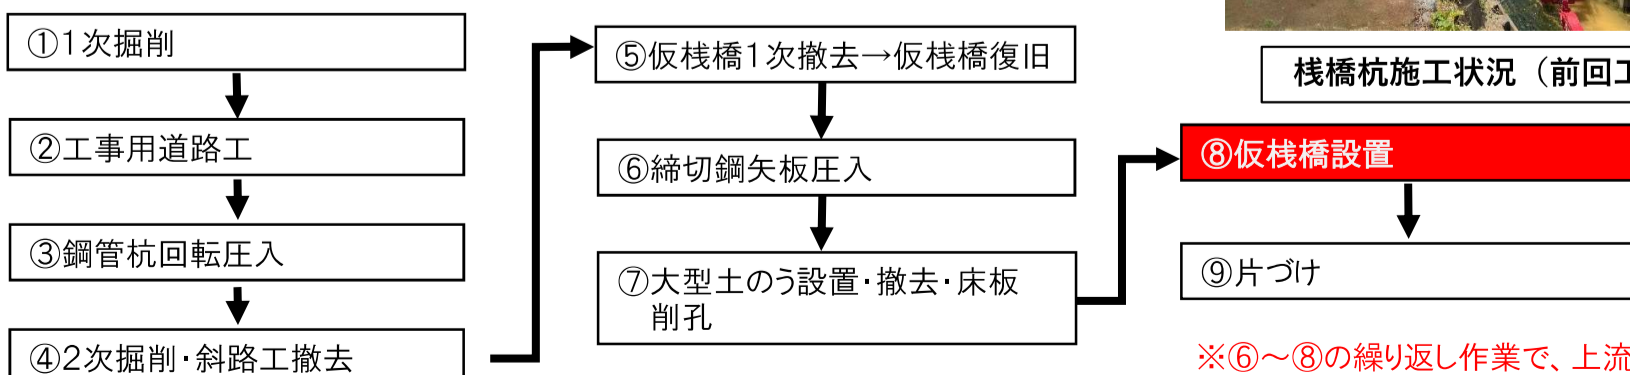 ①1次掘削
②工事用道路工
③鋼管杭回転圧入
④2次掘削・斜路工撤去
⑤仮桟橋1次撤去→仮桟橋復旧
⑥締切鋼矢板圧入
⑦大型土のう設置・撤去・床板
削孔
桟橋杭施工状況（前回工
⑧仮桟橋設置
⑨片づけ
※⑥～⑧の繰り返し作業で、上流